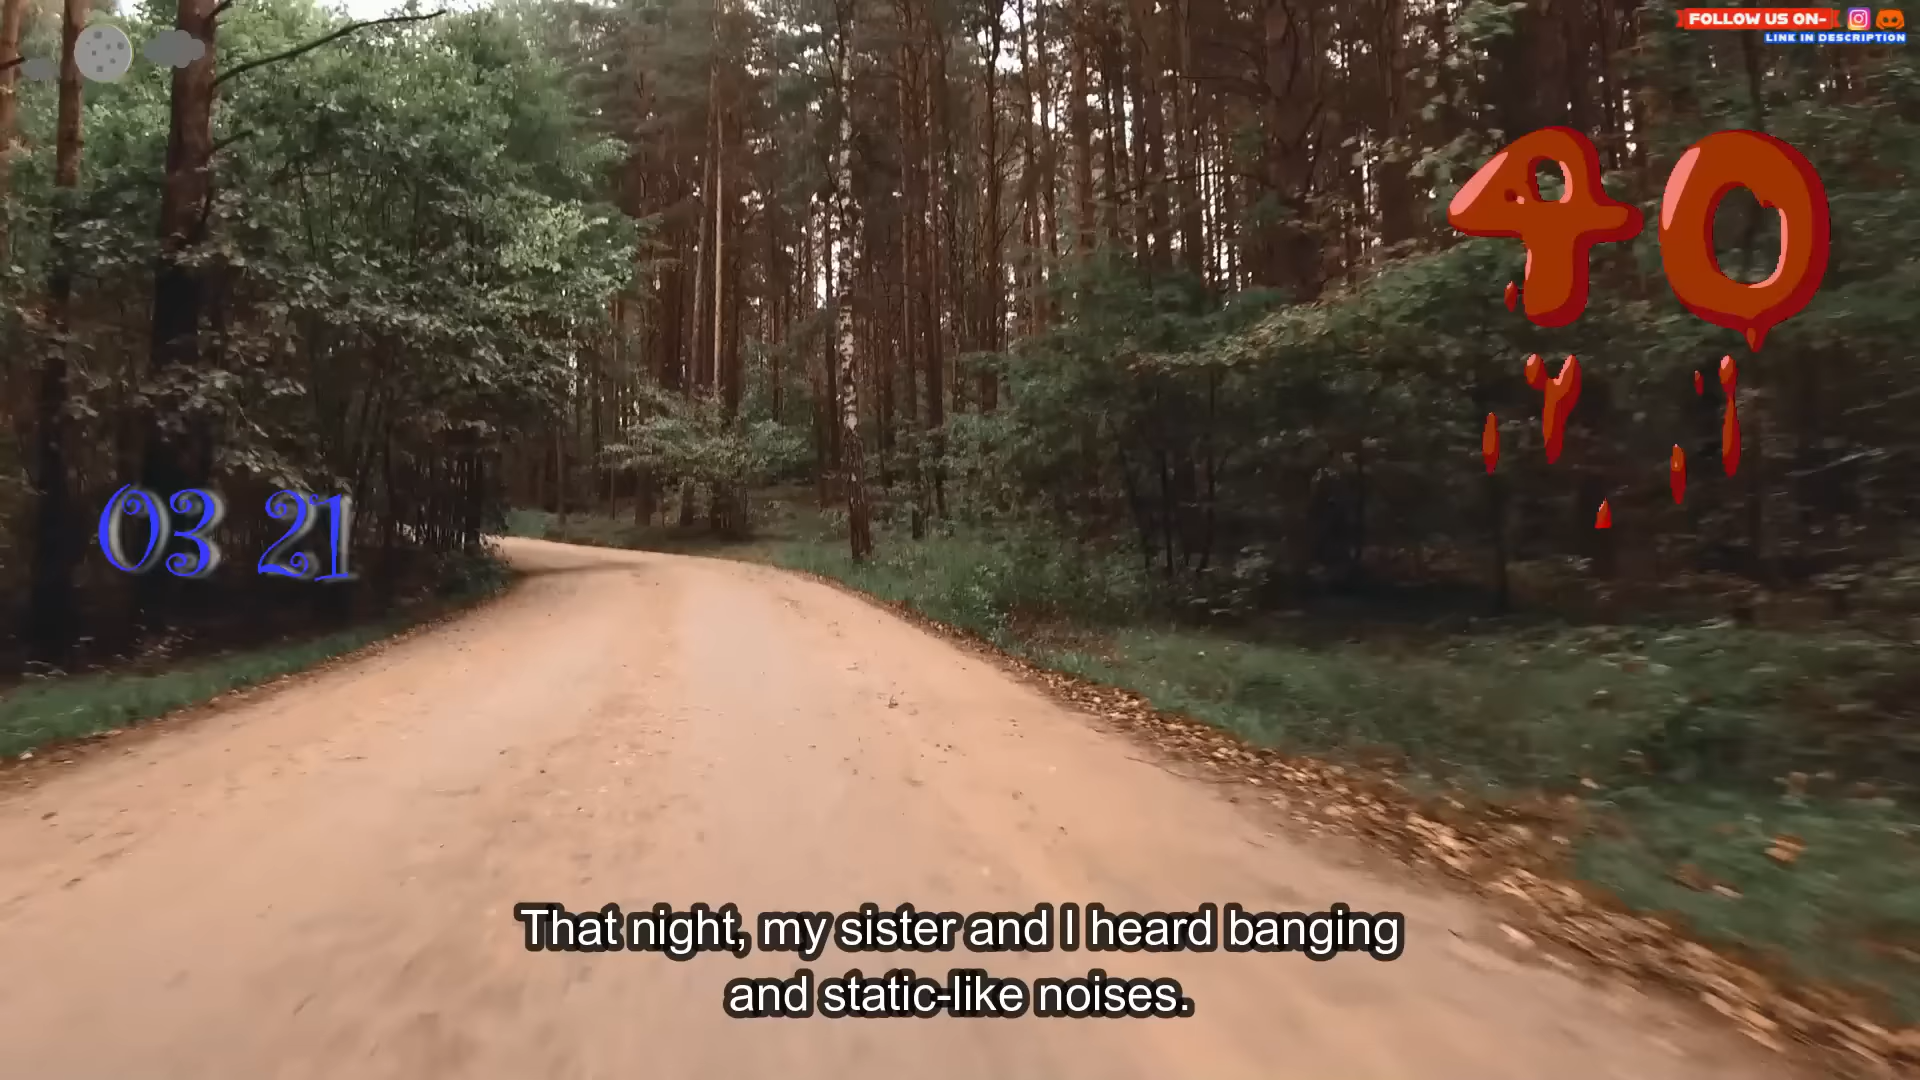 FOLLOW US ON-
LINK IN DESCRIPTION
40
03 21
That night, my sister and I heard banging
and static-like noises.